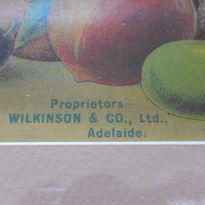 Proprietors—
WILKINSON & CO., Ltd.,
Adelaide.